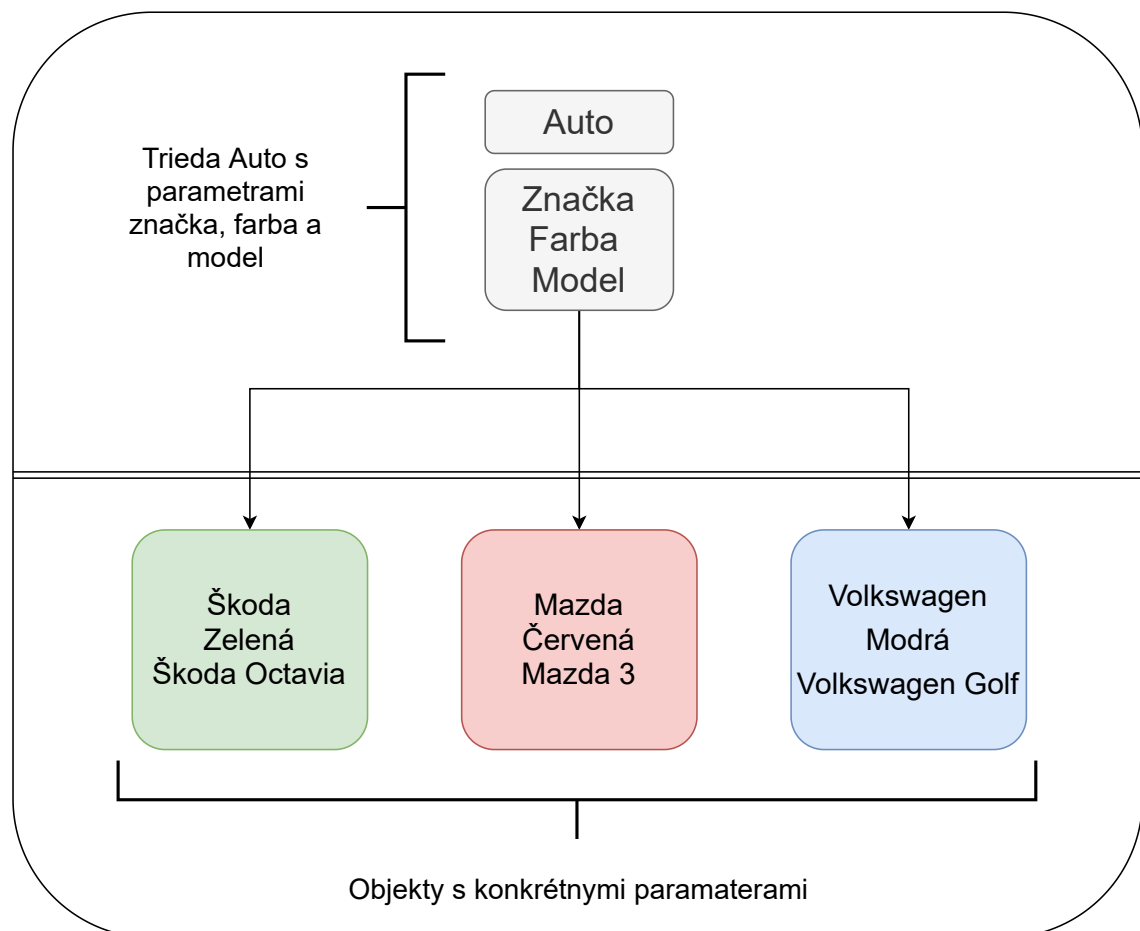 Auto
Trieda Auto s
parametrami
značka, farba a
model
Značka
Farba
Model
Škoda
Zelená
Škoda Octavia
Mazda
Červená
Mazda 3
Volkswagen
Modrá
Volkswagen Golf
Objekty s konkrétnymi paramaterami